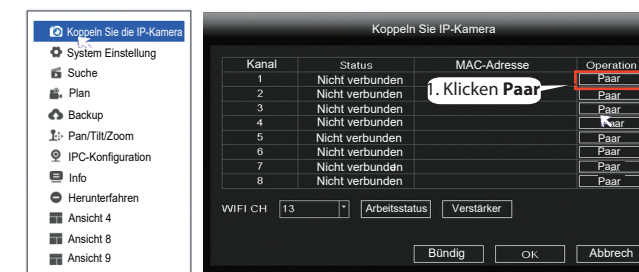 Koppeln Sie die IP-Kamera
System Einstellung
Suche
Plan
Backup
Pan/Tilt/Zoom
IPC-Konfiguration
Info
Herunterfahren
Ansicht 4
Ansicht 8
Ansicht 9
Koppeln Sie IP-Kamera
Kanal Status MAC-Adresse Operation
1 Nicht verbunden Paar
2 Nicht verbunden Paar
3 Nicht verbunden Paar
4 Nicht verbunden Paar
5 Nicht verbunden Paar
6 Nicht verbunden Paar
7 Nicht verbunden Paar
8 Nicht verbunden Paar
1. Klicken Paar
WIFI CH 13 Arbeitsstatus Verstärker
Bündig OK Abbrech